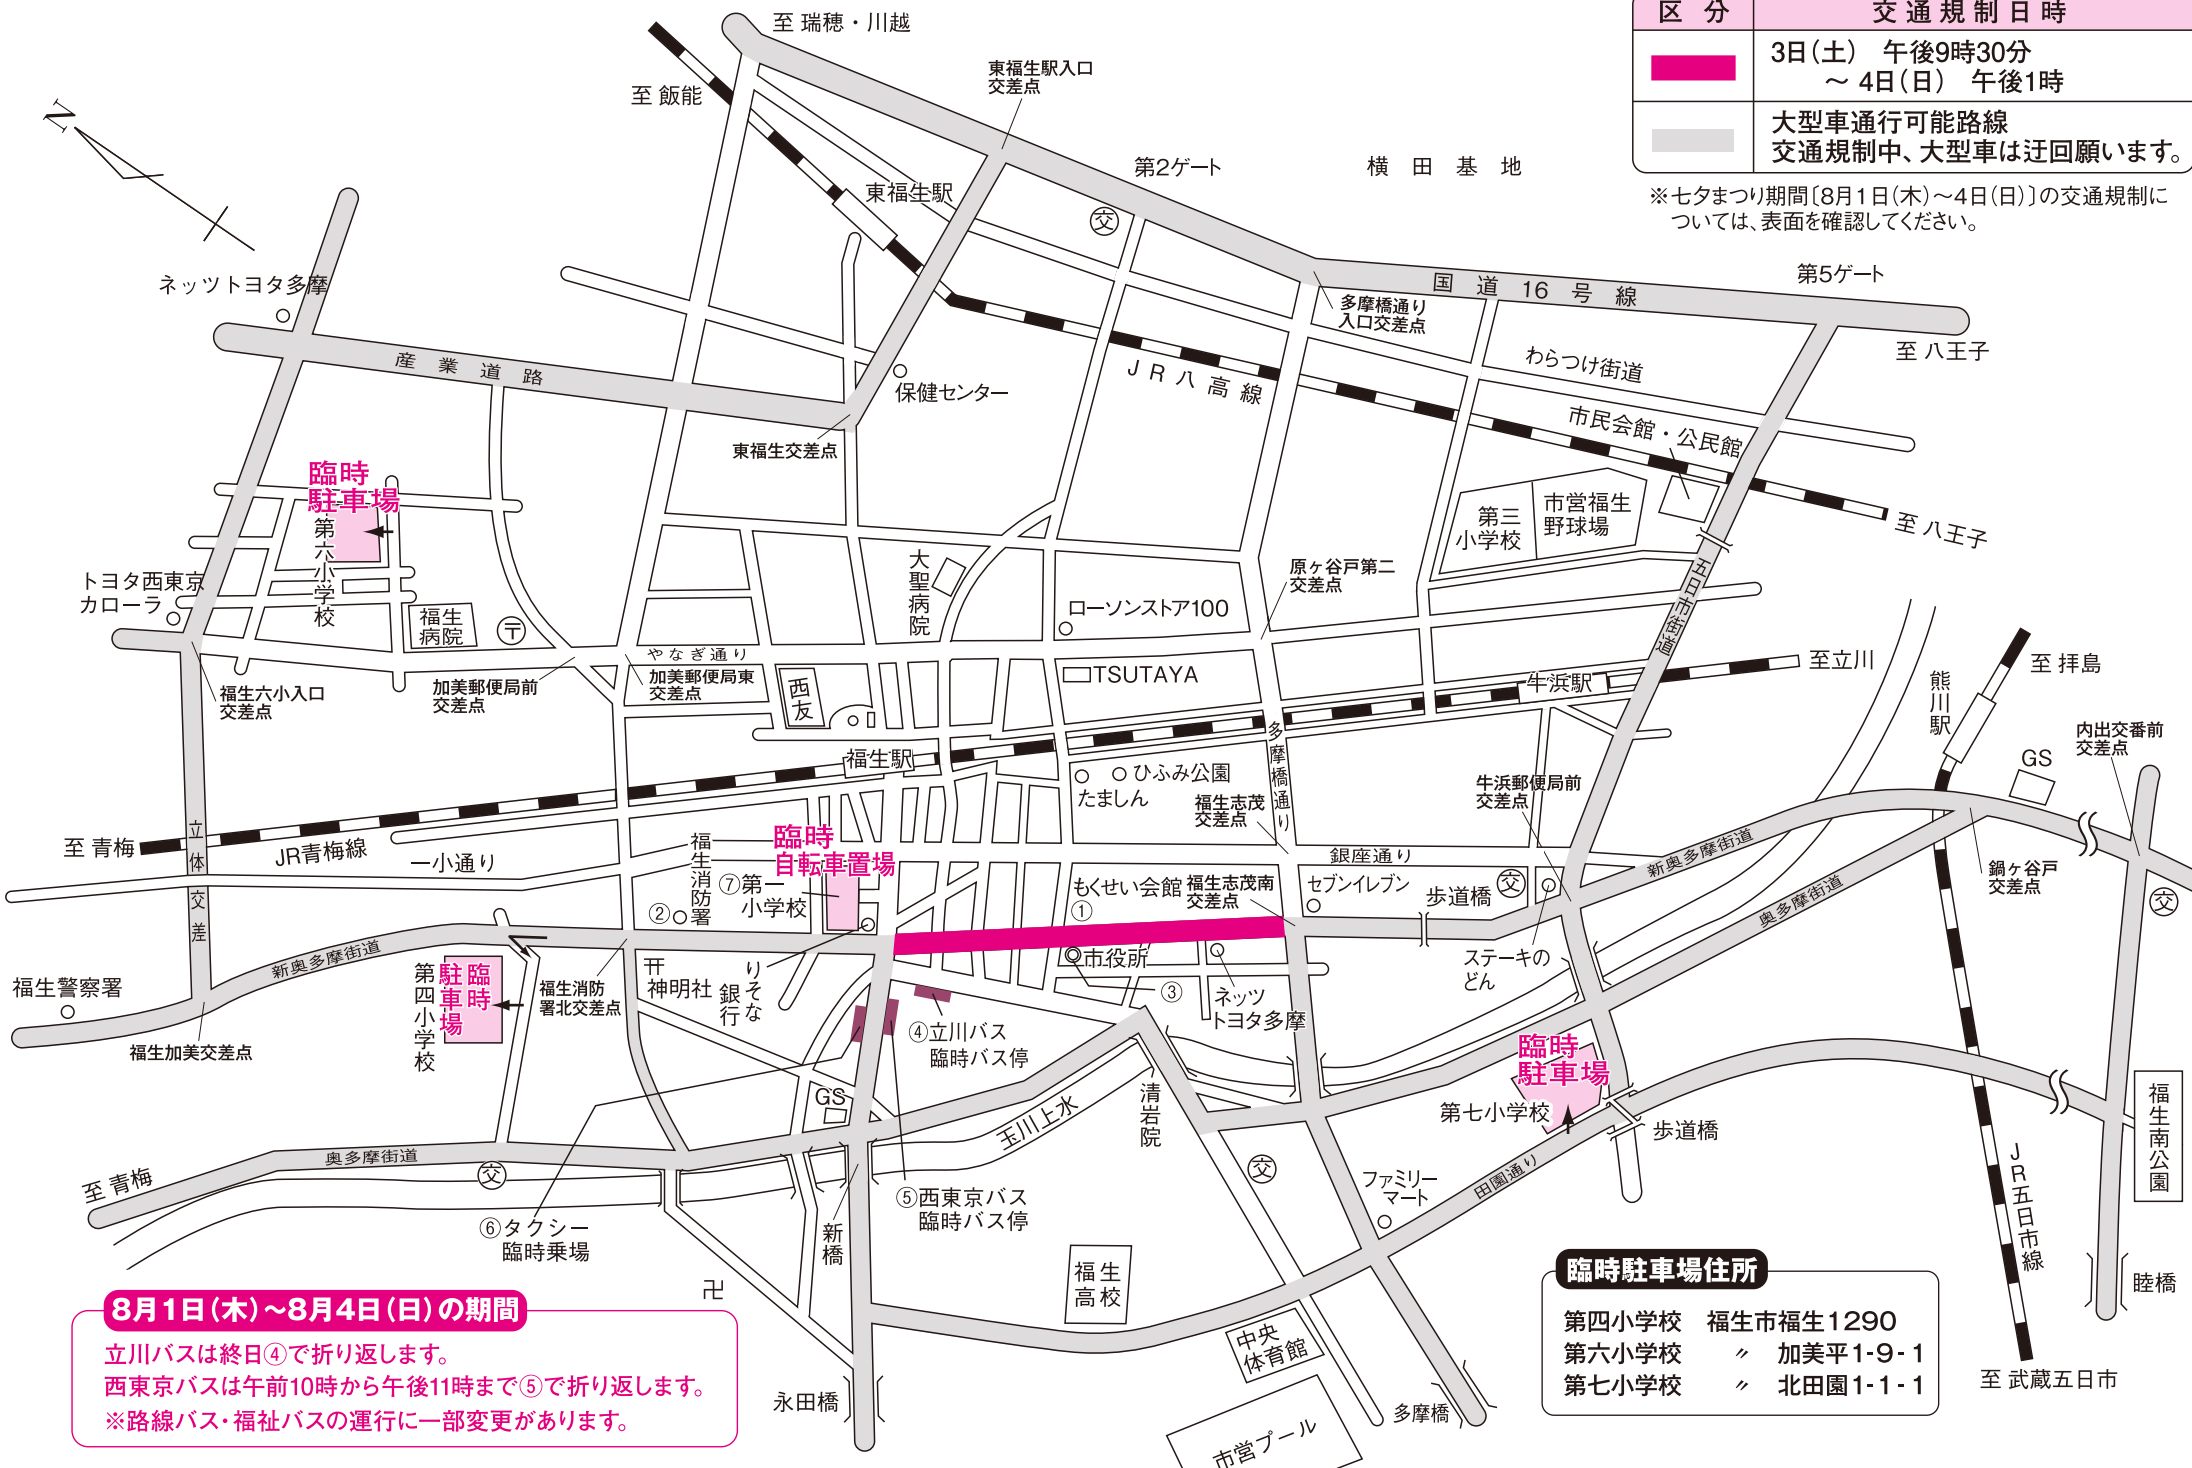 至 瑞穂・川越
至 飯能
東福生駅入口
交差点
東福生駅
第2ゲート
横田基地
区分
交通規制日時
3日(土) 午後9時30分
～ 4日(日) 午後1時
大型車通行可能路線
交通規制中、大型車は迂回願います。
※七夕まつり期間〔8月1日(木)～4日(日)〕の交通規制に
ついては、表面を確認してください。
N
交
ネッツトヨタ多摩
産業道路
保健センター
東福生交差点
JR八高線
多摩橋通り
入口交差点
国道16号線
第5ゲート
至 八王子
わらつけ街道
市民会館・公民館
至 八王子
臨時
駐車場
第六小学校
トヨタ西東京
カローラ
福生
病院
〒
大聖病院
ローソンストア100
原ヶ谷戸第二
交差点
第三
小学校
市営福生
野球場
五日市街道
やなぎ通り
福生六小入口
交差点
加美郵便局前
交差点
加美郵便局東
交差点
西友
TSUTAYA
牛浜駅
至立川
熊川駅
至 拝島
内出交番前
交差点
GS
福生駅
多摩橋通り
ひふみ公園
たましん
福生志茂
交差点
牛浜郵便局前
交差点
至 青梅
JR青梅線
立体交差
一小通り
福生消防署
臨時
自転車置場
⑦第一
小学校
②
銀座通り
もくせい会館
①
福生志茂南
交差点
セブンイレブン
歩道橋
交
新奥多摩街道
奥多摩街道
鍋ヶ谷戸
交差点
交
福生警察署
新奥多摩街道
福生加美交差点
第四小学校
臨時
駐車場
福生消防
署北交差点
神明社
りそな
銀行
市役所
③
ネッツ
トヨタ多摩
ステーキの
どん
④立川バス
臨時バス停
GS
玉川上水
清岩院
臨時
駐車場
第七小学校
歩道橋
福生南公園
至 青梅
奥多摩街道
交
⑤西東京バス
臨時バス停
⑥タクシー
臨時乗場
新橋
交
ファミリー
マート
田園通り
JR五日市線
睦橋
卍
福生
高校
中央
体育館
市営プール
永田橋
多摩橋
至 武蔵五日市
8月1日(木)～8月4日(日)の期間
立川バスは終日④で折り返します。
西東京バスは午前10時から午後11時まで⑤で折り返します。
※路線バス・福祉バスの運行に一部変更があります。
臨時駐車場住所
第四小学校 福生市福生1290
第六小学校 〃 加美平1-9-1
第七小学校 〃 北田園1-1-1